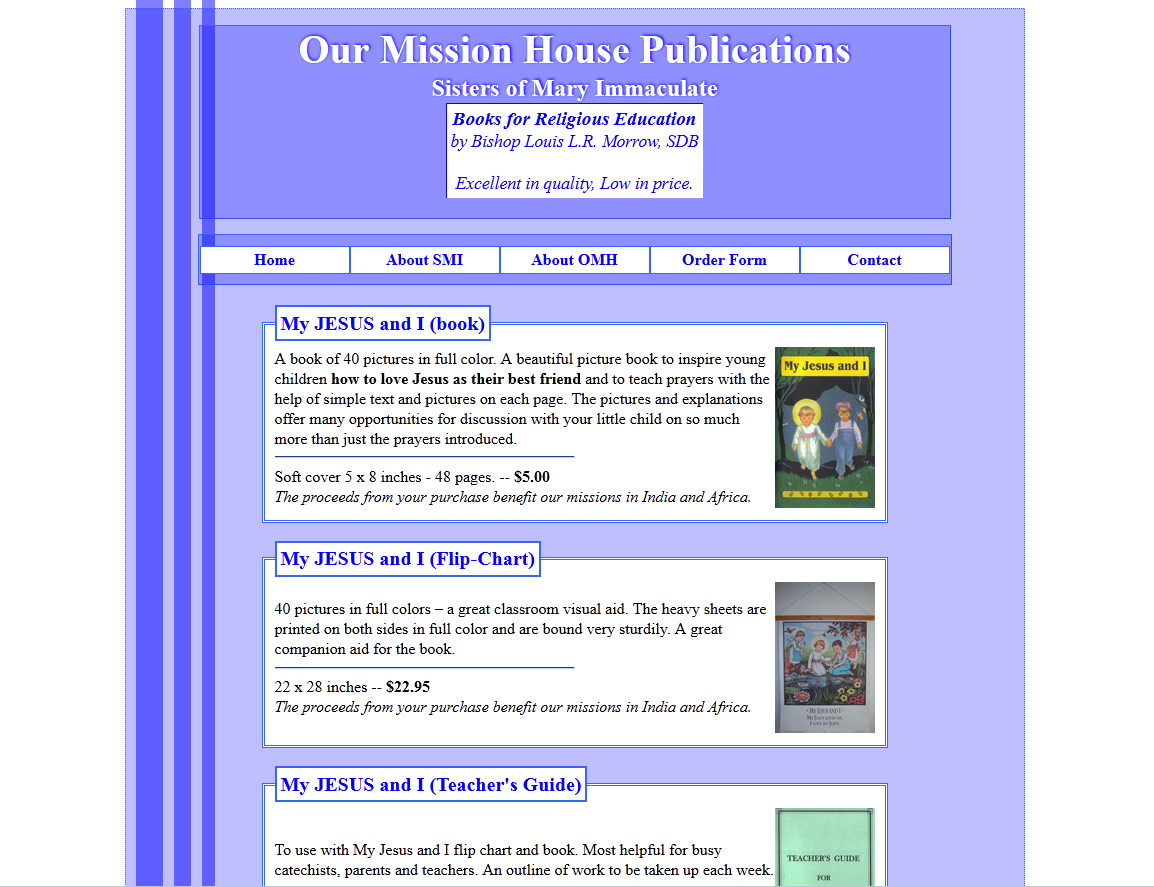 Our Mission House Publications
Sisters of Mary Immaculate
Books for Religious Education
by Bishop Louis L.R. Morrow, SDB
Excellent in quality, Low in price.
Home About SMI About OMH Order Form Contact
My JESUS and I (book)
A book of 40 pictures in full color. A beautiful picture book to inspire young
children how to love Jesus as their best friend and to teach prayers with the
help of simple text and pictures on each page. The pictures and explanations
offer many opportunities for discussion with your little child on so much
more than just the prayers introduced.
Soft cover 5 x 8 inches - 48 pages. -- $5.00
The proceeds from your purchase benefit our missions in India and Africa.
My Jesus and I
My JESUS and I (Flip-Chart)
40 pictures in full colors – a great classroom visual aid. The heavy sheets are
printed on both sides in full color and are bound very sturdily. A great
companion aid for the book.
22 x 28 inches -- $22.95
The proceeds from your purchase benefit our missions in India and Africa.
My Jesus and I
My JESUS and I (Teacher's Guide)
To use with My Jesus and I flip chart and book. Most helpful for busy
catechists, parents and teachers. An outline of work to be taken up each week.
TEACHER'S GUIDE
FOR